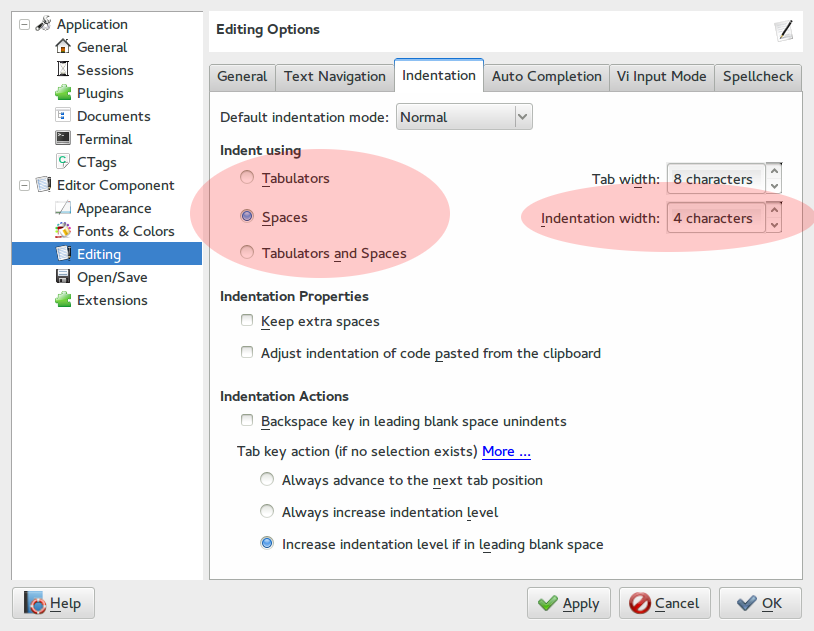 Application
General
Sessions
Plugins
Documents
Terminal
CTags
Editor Component
Appearance
Fonts & Colors
Editing
Open/Save
Extensions
Editing Options
General Text Navigation Indentation Auto Completion Vi Input Mode Spellcheck
Default indentation mode: Normal
Indent using
Tabulators Tab width: 8 characters
Spaces Indentation width: 4 characters
Tabulators and Spaces
Indentation Properties
Keep extra spaces
Adjust indentation of code pasted from the clipboard
Indentation Actions
Backspace key in leading blank space unindents
Tab key action (if no selection exists) More ...
Always advance to the next tab position
Always increase indentation level
Increase indentation level if in leading blank space
Help Apply Cancel OK